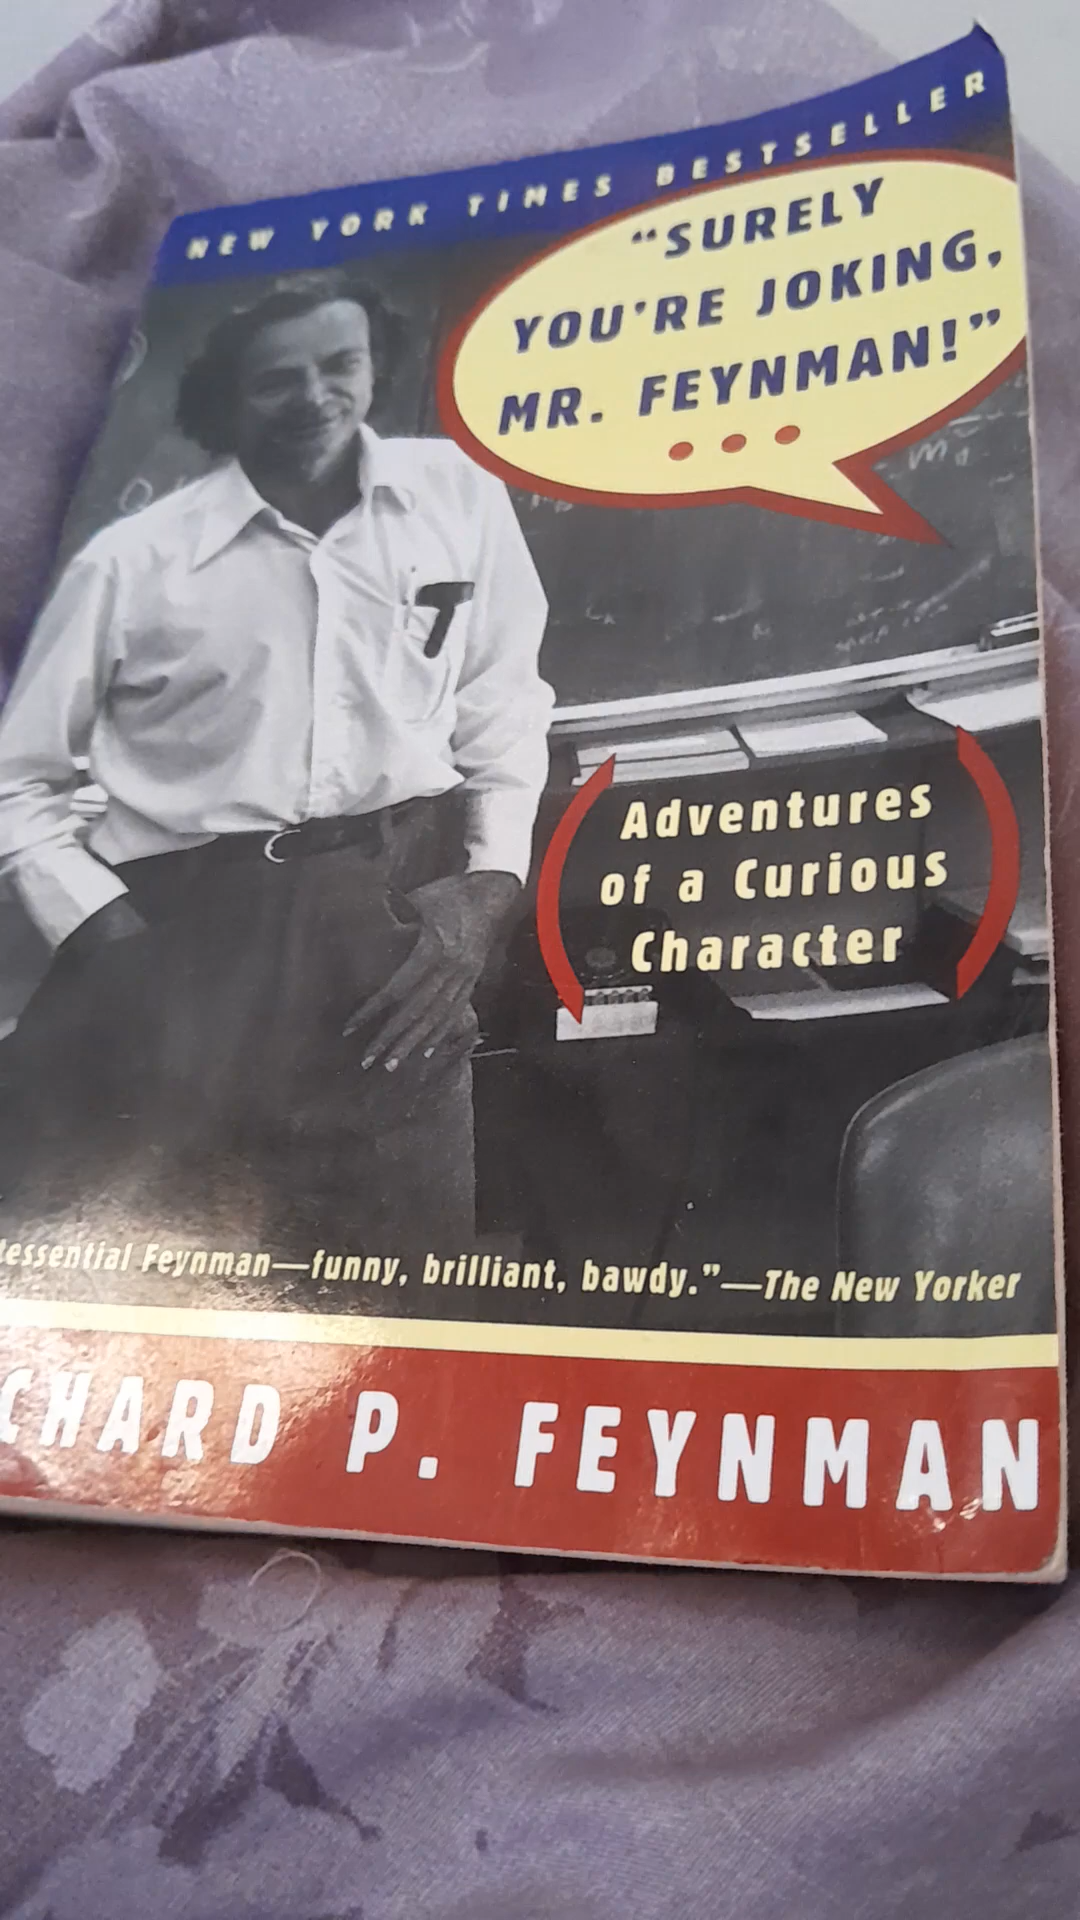 NEW YORK TIMES BESTSELLER
“SURELY
YOU’RE JOKING,
MR. FEYNMAN!”
Adventures
of a Curious
Character
tessential Feynman—funny, brilliant, bawdy.”—The New Yorker
CHARD P. FEYNMAN